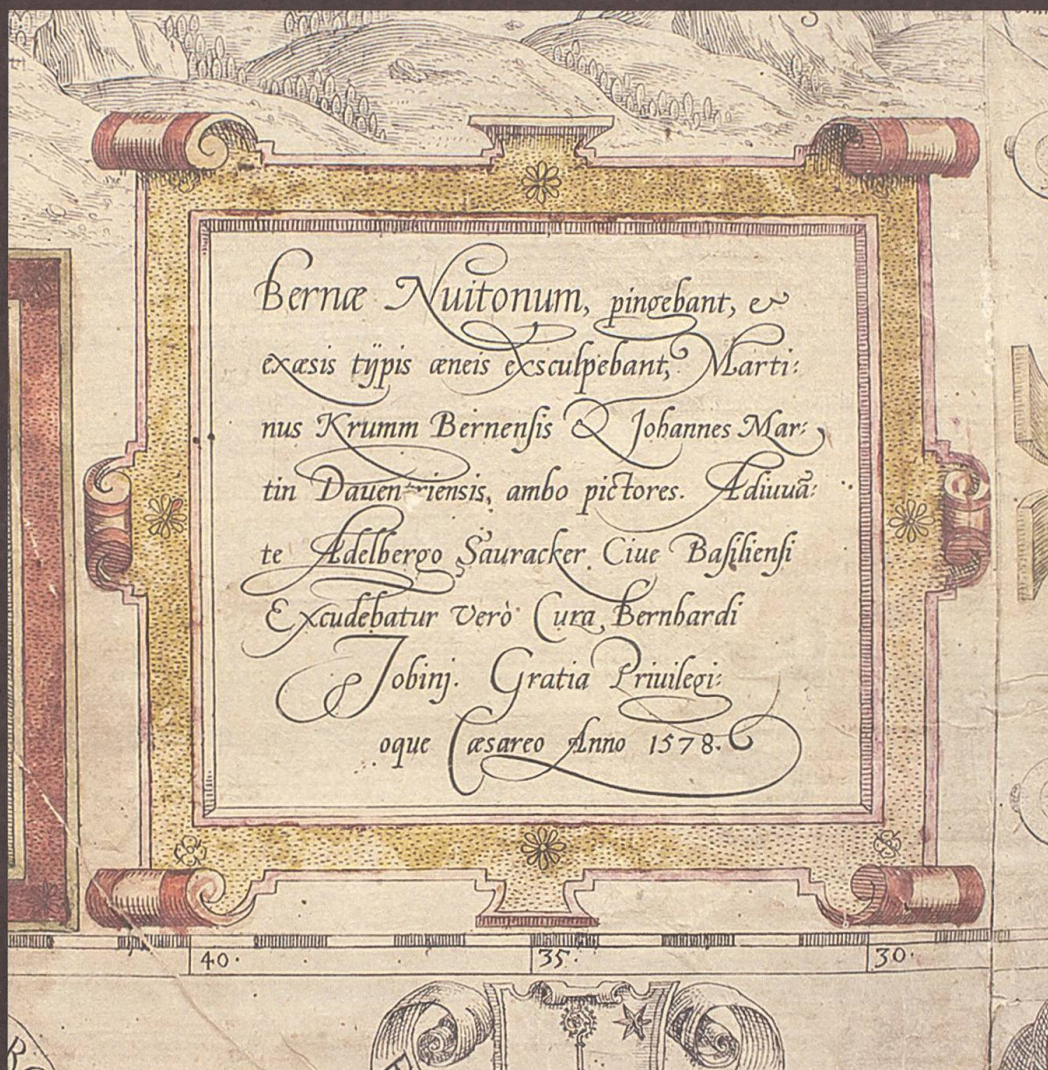 Bernæ Nuitonum, pingebant, &
exæsis tÿpis æneis exsculpebant, Marti:
nus Krumm Bernenſis & Johannes Mar:
tin Dauentriensis, ambo pictores. Adiuuā:
te Adelbergo Sauracker Ciue Baſilienſi
Excudebatur verò Cura Bernhardi
Jobinj. Gratia Priuilegi:
oque Cæsareo Anno 1578.
40. 35. 30.